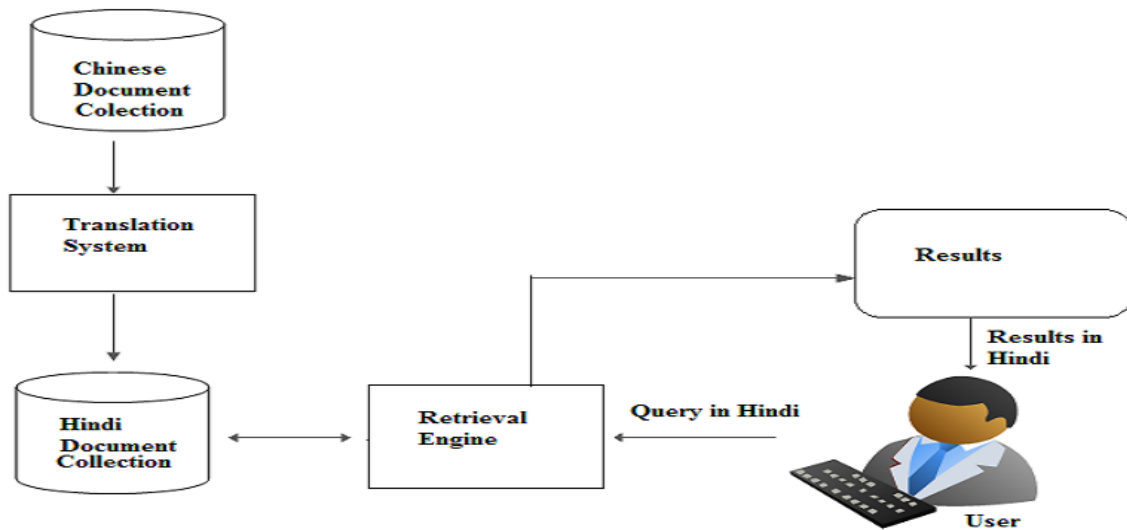 Chinese
Document
Colection
Translation
System
Hindi
Document
Collection
Retrieval
Engine
Query in Hindi
Results
Results in
Hindi
User